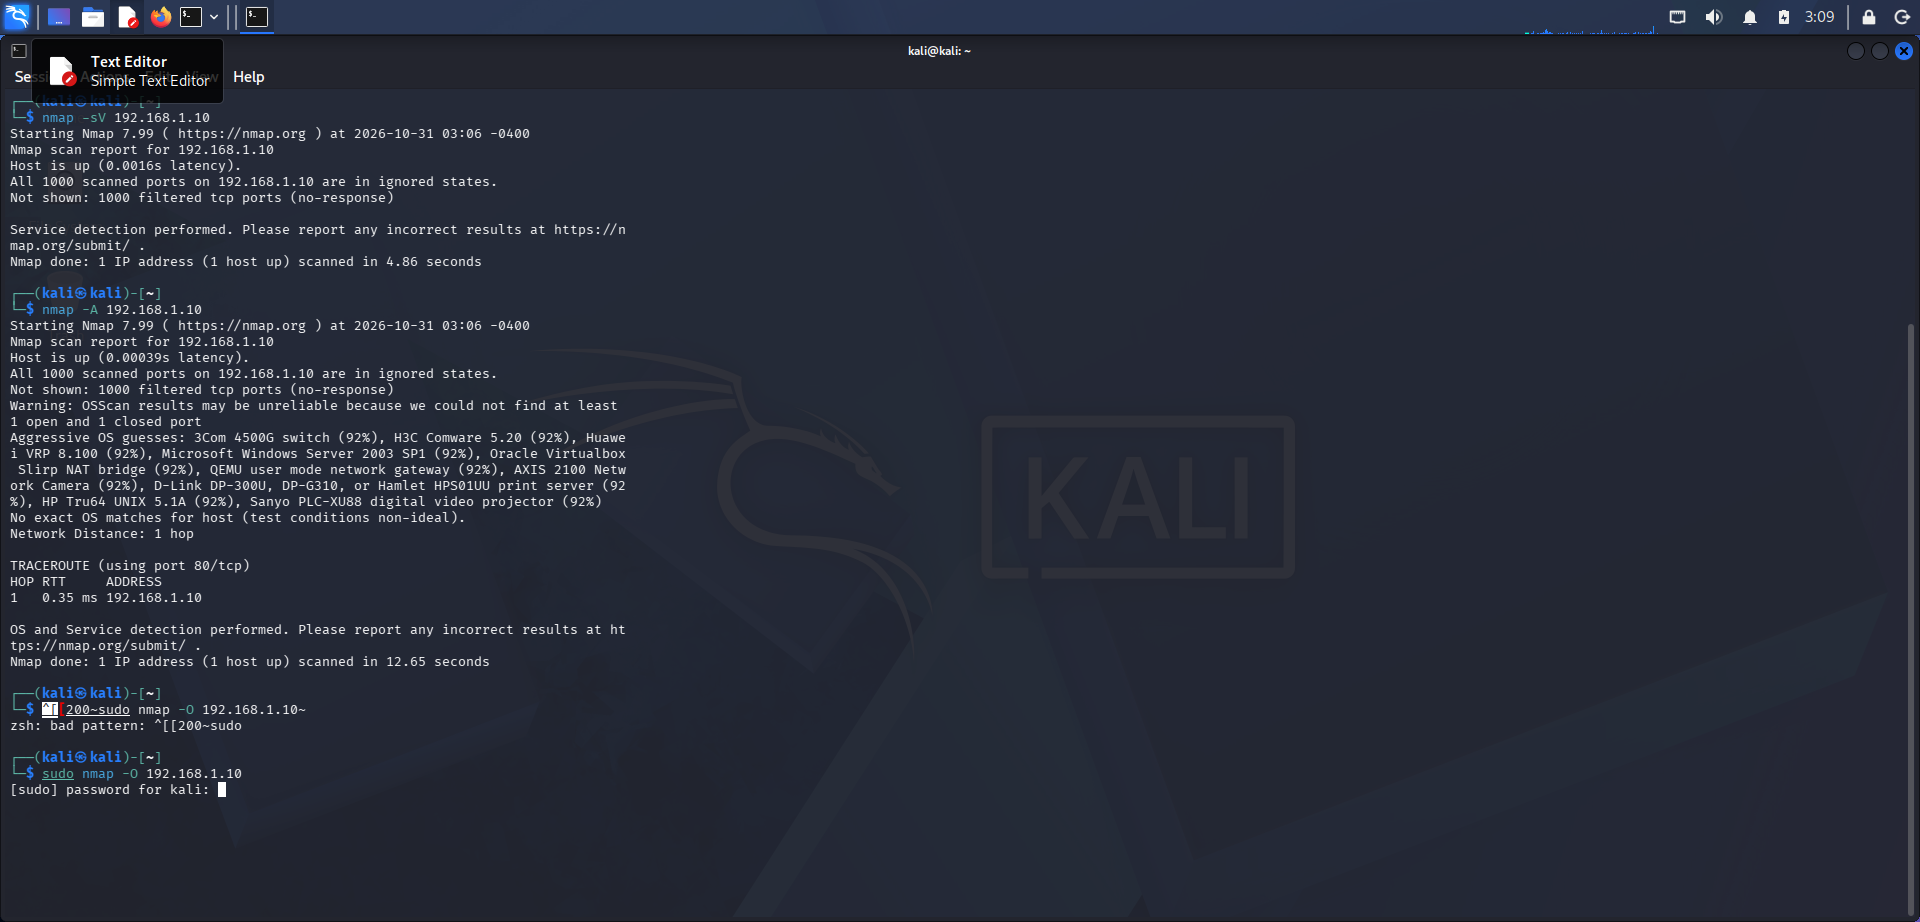 3:09
kali@kali: ~
Text Editor
Simple Text Editor
Session Actions Edit View Help
┌──(kali㉿kali)-[~]
└─$ nmap -sV 192.168.1.10
Starting Nmap 7.99 ( https://nmap.org ) at 2026-10-31 03:06 -0400
Nmap scan report for 192.168.1.10
Host is up (0.0016s latency).
All 1000 scanned ports on 192.168.1.10 are in ignored states.
Not shown: 1000 filtered tcp ports (no-response)
Service detection performed. Please report any incorrect results at https://n
map.org/submit/ .
Nmap done: 1 IP address (1 host up) scanned in 4.86 seconds
┌──(kali㉿kali)-[~]
└─$ nmap -A 192.168.1.10
Starting Nmap 7.99 ( https://nmap.org ) at 2026-10-31 03:06 -0400
Nmap scan report for 192.168.1.10
Host is up (0.00039s latency).
All 1000 scanned ports on 192.168.1.10 are in ignored states.
Not shown: 1000 filtered tcp ports (no-response)
Warning: OSScan results may be unreliable because we could not find at least
1 open and 1 closed port
Aggressive OS guesses: 3Com 4500G switch (92%), H3C Comware 5.20 (92%), Huawe
i VRP 8.100 (92%), Microsoft Windows Server 2003 SP1 (92%), Oracle Virtualbox
Slirp NAT bridge (92%), QEMU user mode network gateway (92%), AXIS 2100 Netw
ork Camera (92%), D-Link DP-300U, DP-G310, or Hamlet HPS01UU print server (92
%), HP Tru64 UNIX 5.1A (92%), Sanyo PLC-XU88 digital video projector (92%)
No exact OS matches for host (test conditions non-ideal).
Network Distance: 1 hop
TRACEROUTE (using port 80/tcp)
HOP RTT ADDRESS
1 0.35 ms 192.168.1.10
OS and Service detection performed. Please report any incorrect results at ht
tps://nmap.org/submit/ .
Nmap done: 1 IP address (1 host up) scanned in 12.65 seconds
┌──(kali㉿kali)-[~]
└─$ ^[[200~sudo nmap -O 192.168.1.10~
zsh: bad pattern: ^[[200~sudo
┌──(kali㉿kali)-[~]
└─$ sudo nmap -O 192.168.1.10
[sudo] password for kali:
KALI